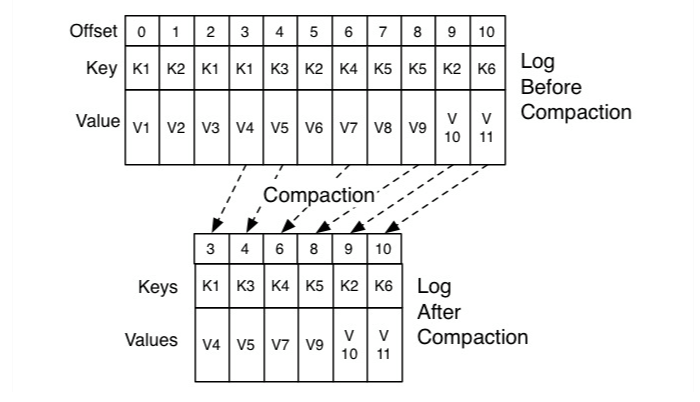 Offset 0 1 2 3 4 5 6 7 8 9 10
Key K1 K2 K1 K1 K3 K2 K4 K5 K5 K2 K6
Value V1 V2 V3 V4 V5 V6 V7 V8 V9 V 10 V 11
Log
Before
Compaction
Compaction
3 4 6 8 9 10
Keys K1 K3 K4 K5 K2 K6
Values V4 V5 V7 V9 V 10 V 11
Log
After
Compaction